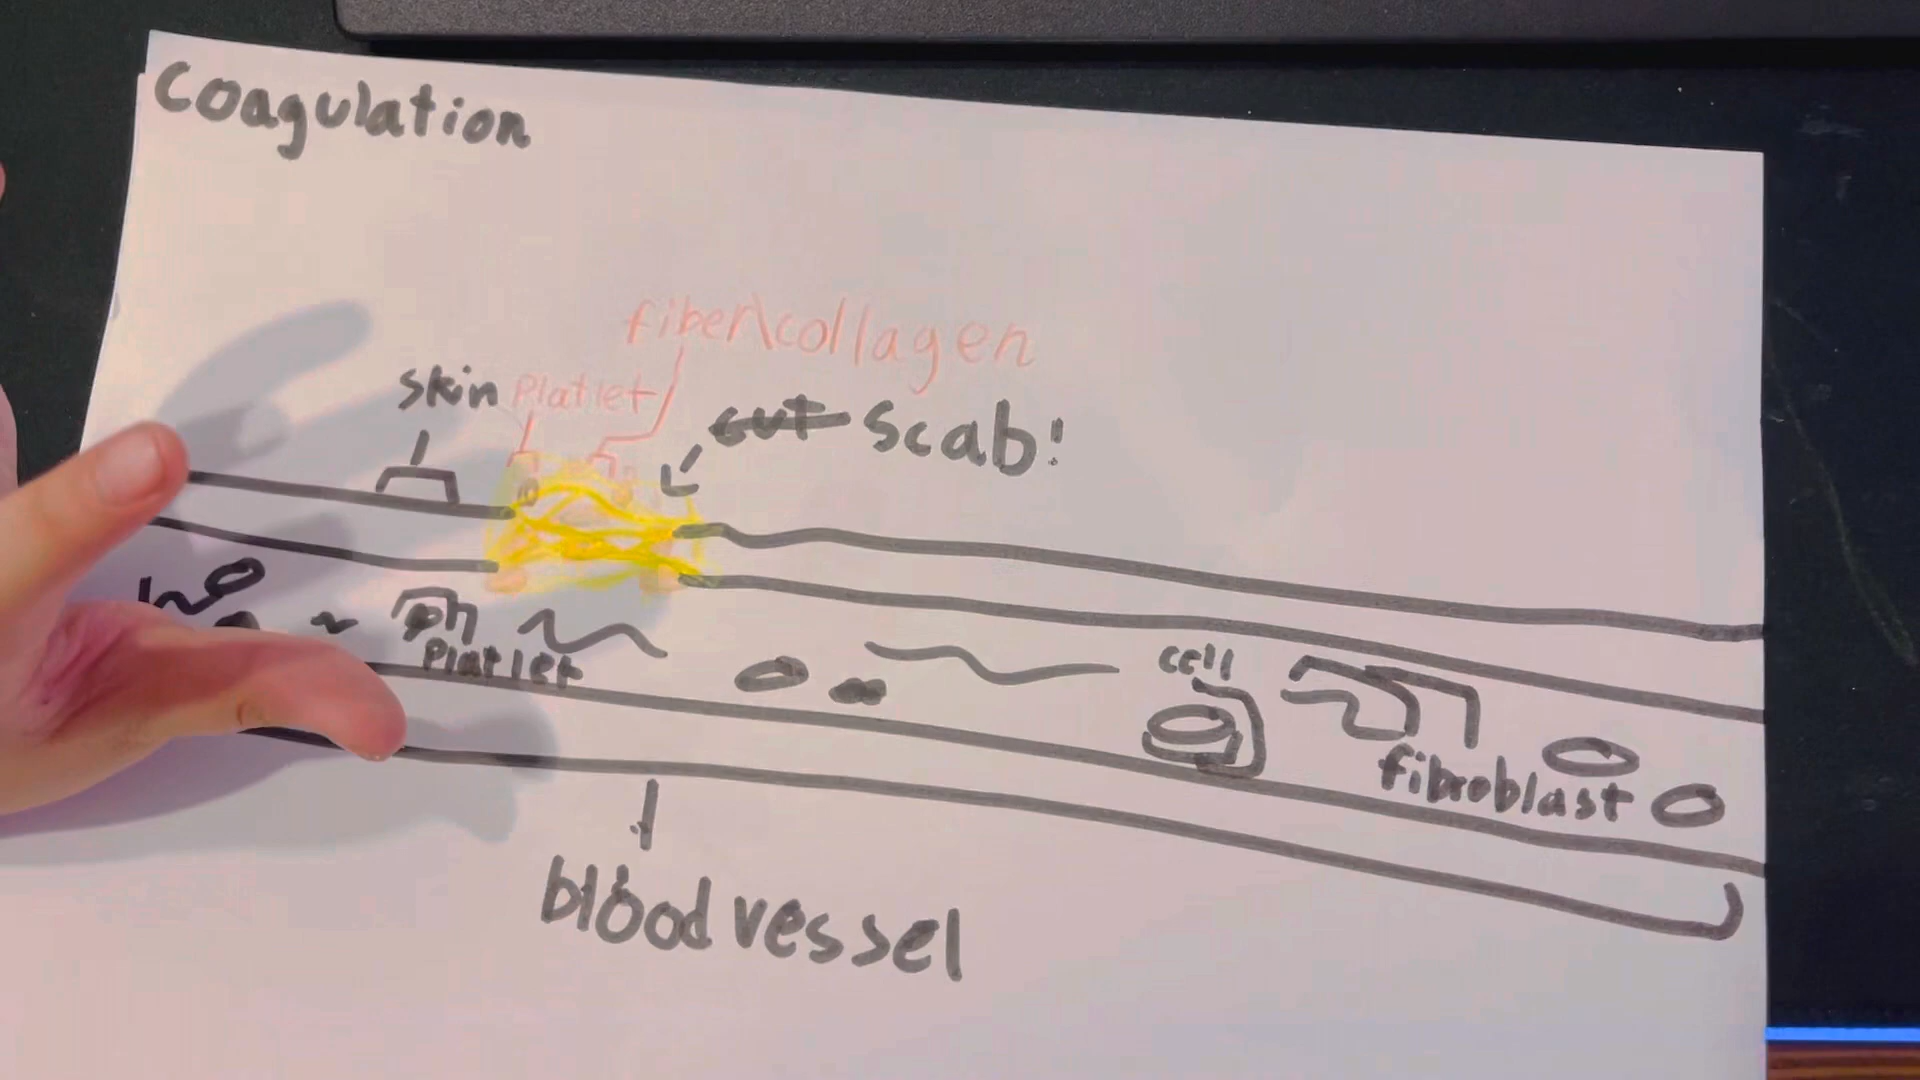 Coagulation
fiber\collagen
skin Platlet
cut scab!
Platlet
cell
fibroblast
blood vessel